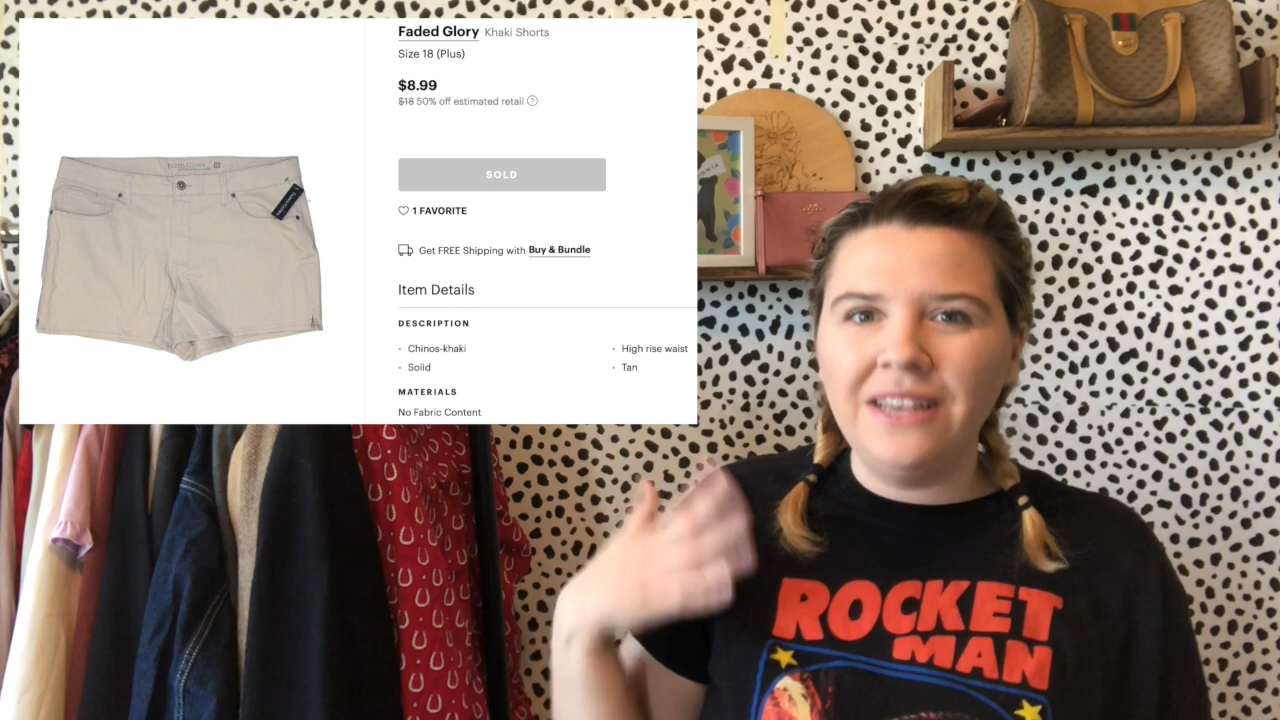 Faded Glory Khaki Shorts
Size 18 (Plus)
$8.99
$18 50% off estimated retail ?
SOLD
1 FAVORITE
Get FREE Shipping with Buy & Bundle
Item Details
DESCRIPTION
Chinos-khaki
High rise waist
Solid
Tan
MATERIALS
No Fabric Content
COACH
ROCKET
MAN